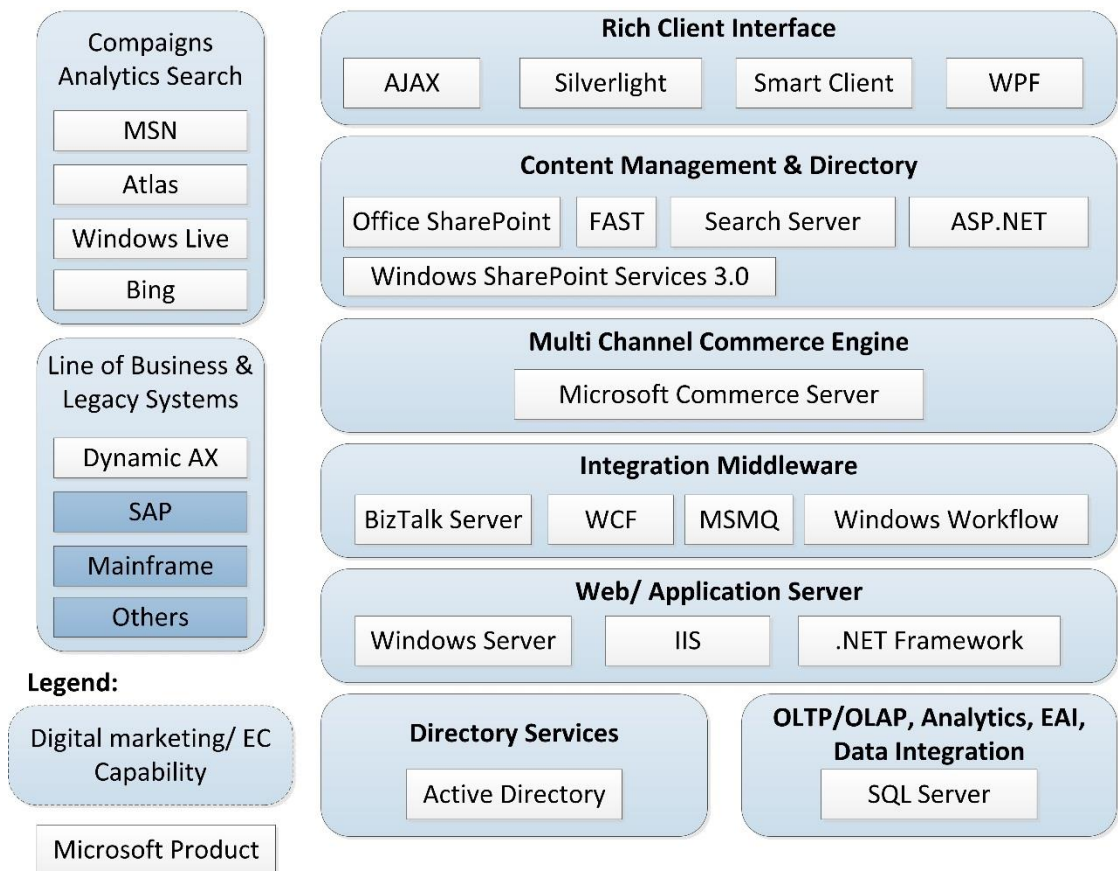 Compaigns
Analytics Search
MSN
Atlas
Windows Live
Bing
Line of Business &
Legacy Systems
Dynamic AX
SAP
Mainframe
Others
Legend:
Digital marketing/ EC
Capability
Microsoft Product
Rich Client Interface
AJAX
Silverlight
Smart Client
WPF
Content Management & Directory
Office SharePoint
FAST
Search Server
ASP.NET
Windows SharePoint Services 3.0
Multi Channel Commerce Engine
Microsoft Commerce Server
Integration Middleware
BizTalk Server
WCF
MSMQ
Windows Workflow
Web/ Application Server
Windows Server
IIS
.NET Framework
Directory Services
Active Directory
OLTP/OLAP, Analytics, EAI,
Data Integration
SQL Server